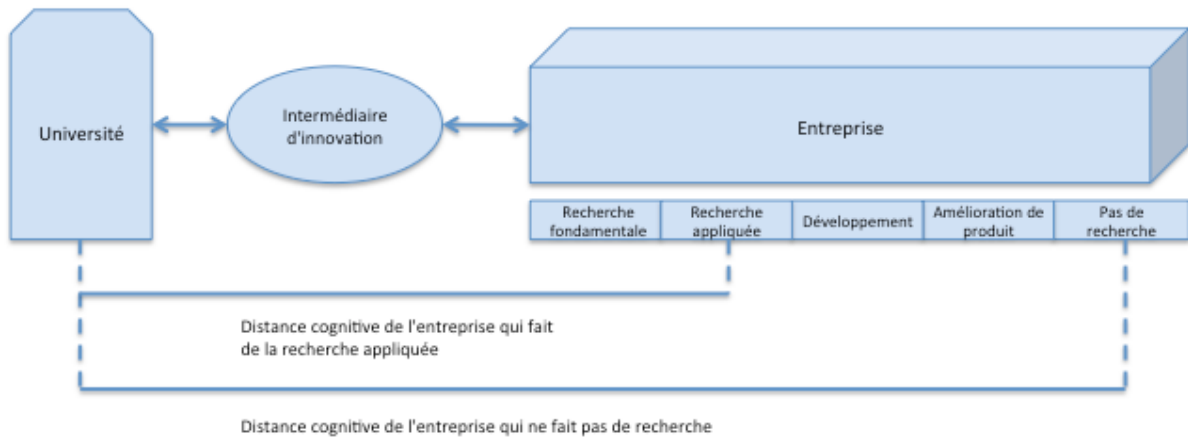 Université
Intermédiaire
d'innovation
Entreprise
Recherche
fondamentale
Recherche
appliquée
Développement
Amélioration de
produit
Pas de
recherche
Distance cognitive de l'entreprise qui fait
de la recherche appliquée
Distance cognitive de l'entreprise qui ne fait pas de recherche